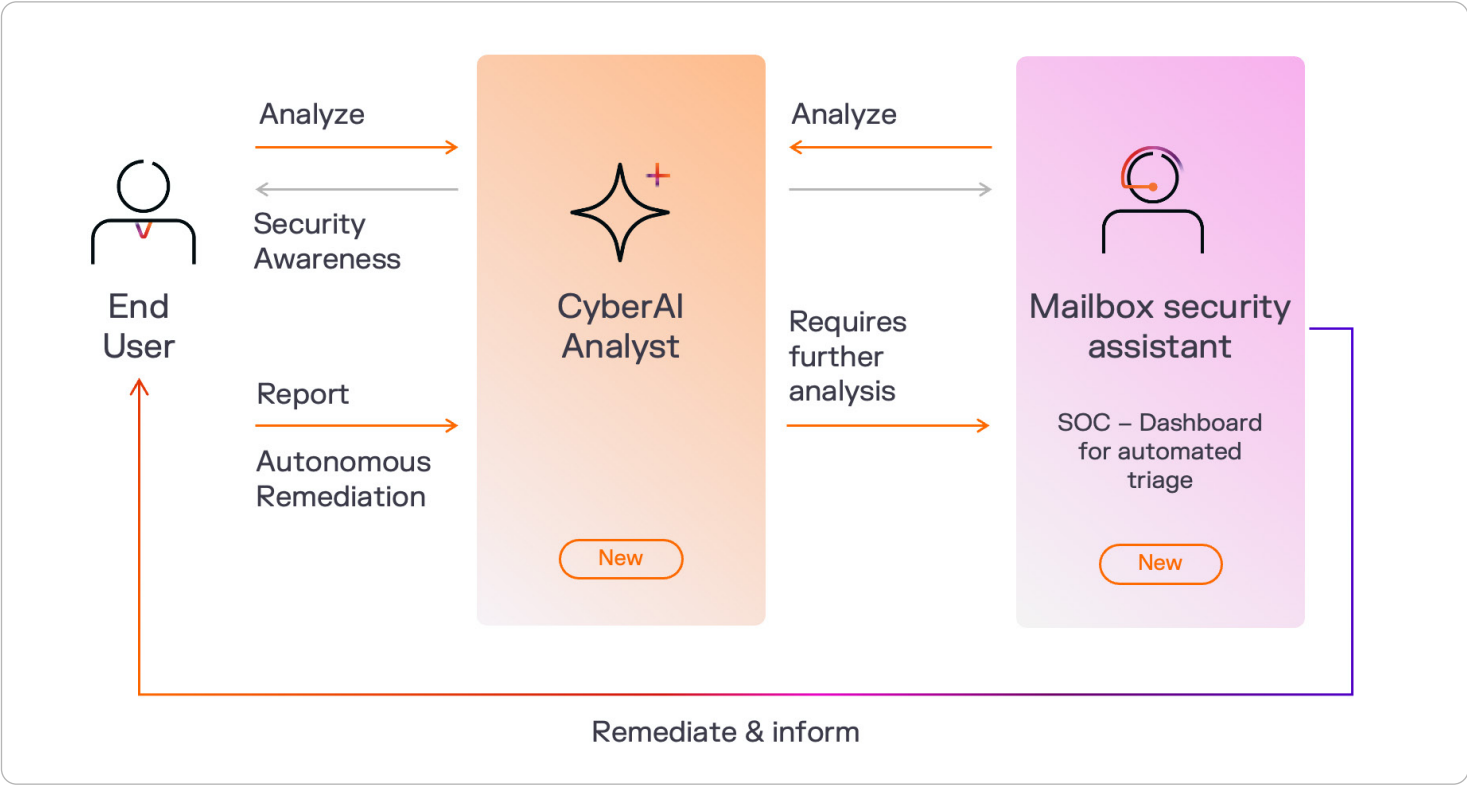 Analyze
Security
Awareness
End
User
Report
Autonomous
Remediation
CyberAI
Analyst
New
Analyze
Requires
further
analysis
Mailbox security
assistant
SOC – Dashboard
for automated
triage
New
Remediate & inform